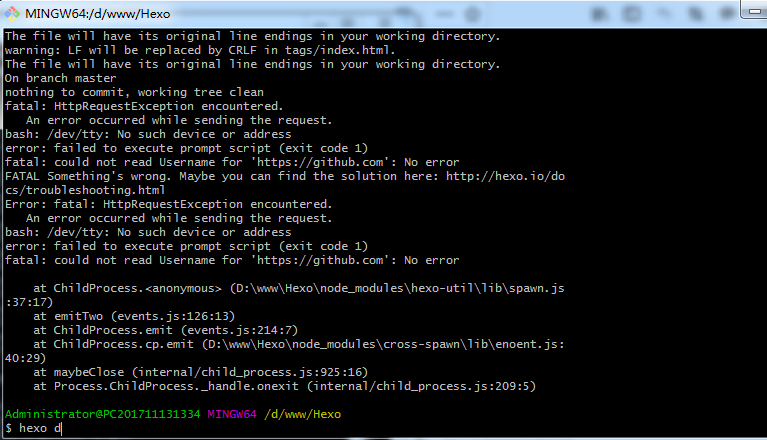 MINGW64:/d/www/Hexo
The file will have its original line endings in your working directory.
warning: LF will be replaced by CRLF in tags/index.html.
The file will have its original line endings in your working directory.
On branch master
nothing to commit, working tree clean
fatal: HttpRequestException encountered.
   An error occurred while sending the request.
bash: /dev/tty: No such device or address
error: failed to execute prompt script (exit code 1)
fatal: could not read Username for 'https://github.com': No error
FATAL Something's wrong. Maybe you can find the solution here: http://hexo.io/do
cs/troubleshooting.html
Error: fatal: HttpRequestException encountered.
   An error occurred while sending the request.
bash: /dev/tty: No such device or address
error: failed to execute prompt script (exit code 1)
fatal: could not read Username for 'https://github.com': No error
    at ChildProcess.<anonymous> (D:\www\Hexo\node_modules\hexo-util\lib\spawn.js
:37:17)
    at emitTwo (events.js:126:13)
    at ChildProcess.emit (events.js:214:7)
    at ChildProcess.cp.emit (D:\www\Hexo\node_modules\cross-spawn\lib\enoent.js:
40:29)
    at maybeClose (internal/child_process.js:925:16)
    at Process.ChildProcess._handle.onexit (internal/child_process.js:209:5)
Administrator@PC201711131334 MINGW64 /d/www/Hexo
$ hexo d